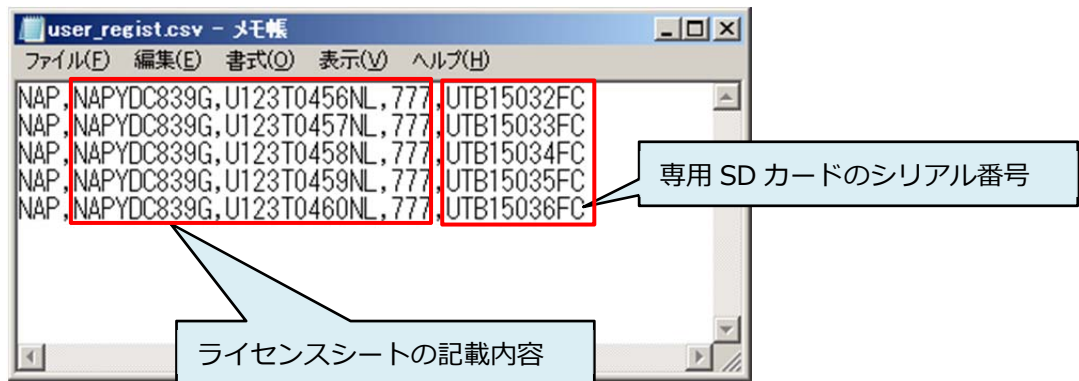 user_regist.csv - メモ帳
ファイル(F) 編集(E) 書式(O) 表示(V) ヘルプ(H)
NAP,NAPYDC839G,U123T0456NL,777,UTB15032FC
NAP,NAPYDC839G,U123T0457NL,777,UTB15033FC
NAP,NAPYDC839G,U123T0458NL,777,UTB15034FC
NAP,NAPYDC839G,U123T0459NL,777,UTB15035FC
NAP,NAPYDC839G,U123T0460NL,777,UTB15036FC
専用 SD カードのシリアル番号
ライセンスシートの記載内容